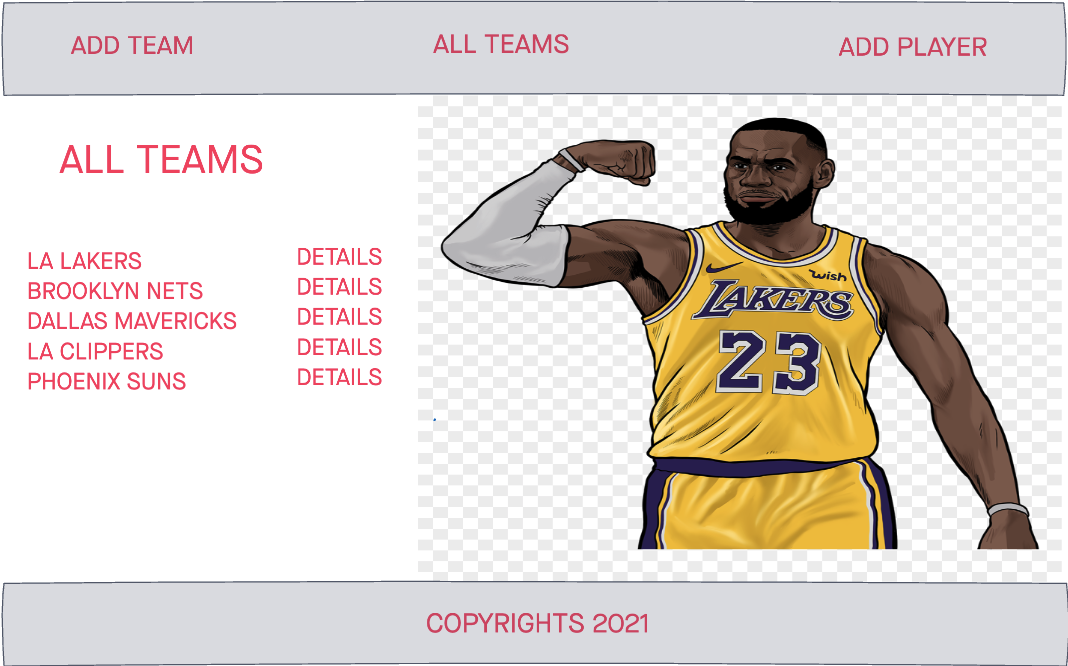 ADD TEAM ALL TEAMS ADD PLAYER
ALL TEAMS
LA LAKERS DETAILS
BROOKLYN NETS DETAILS
DALLAS MAVERICKS DETAILS
LA CLIPPERS DETAILS
PHOENIX SUNS DETAILS
wish
LAKERS
23
COPYRIGHTS 2021